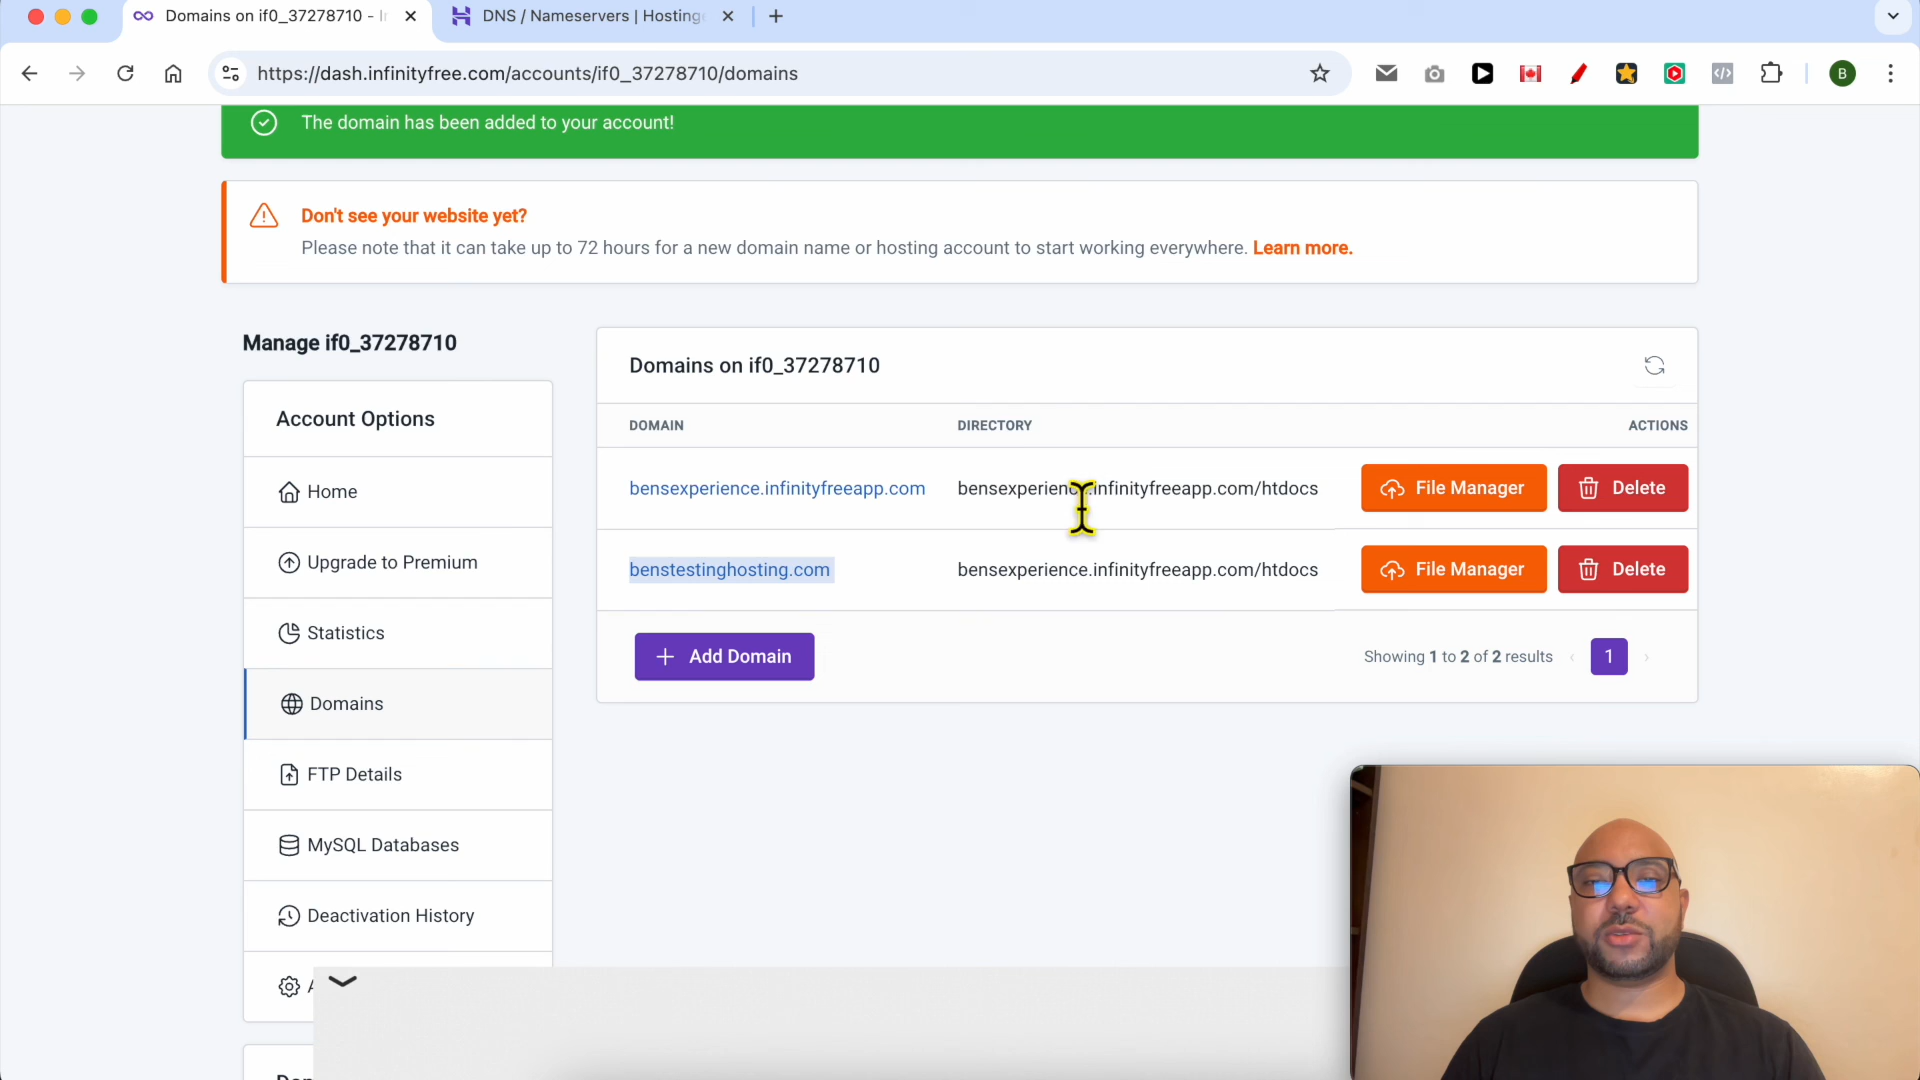 Domains on if0_37278710 -
DNS / Nameservers | Hosting
https://dash.infinityfree.com/accounts/if0_37278710/domains
B
The domain has been added to your account!
Don't see your website yet?
Please note that it can take up to 72 hours for a new domain name or hosting account to start working everywhere. Learn more.
Manage if0_37278710
Account Options
Home
Upgrade to Premium
Statistics
Domains
FTP Details
MySQL Databases
Deactivation History
Domains on if0_37278710
DOMAIN DIRECTORY ACTIONS
bensexperience.infinityfreeapp.com bensexperience.infinityfreeapp.com/htdocs File Manager Delete
benstestinghosting.com bensexperience.infinityfreeapp.com/htdocs File Manager Delete
+ Add Domain Showing 1 to 2 of 2 results ‹ 1 ›